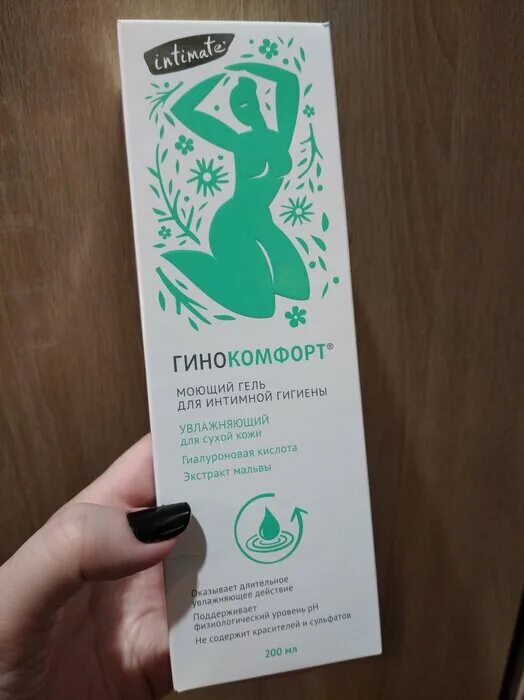 intimate®
ГИНОКОМФОРТ®
МОЮЩИЙ ГЕЛЬ
ДЛЯ ИНТИМНОЙ ГИГИЕНЫ
УВЛАЖНЯЮЩИЙ
для сухой кожи
Гиалуроновая кислота
Экстракт мальвы
Оказывает длительное
увлажняющее действие
Поддерживает
физиологический уровень pH
Не содержит красителей и сульфатов
200 мл